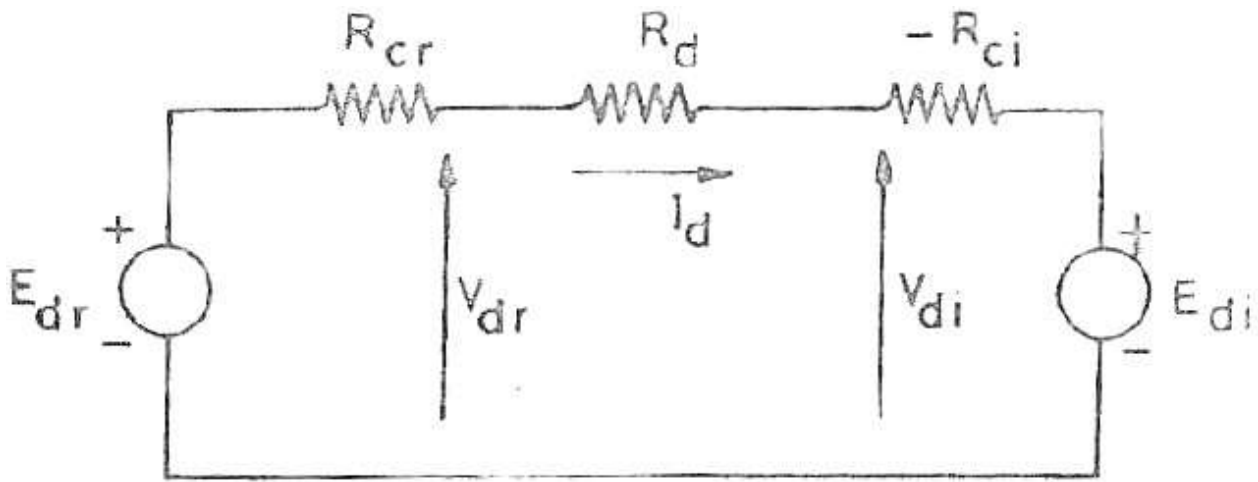 R_cr R_d - R_ci
I_d
+ +
E_dr V_dr V_di E_di
- -